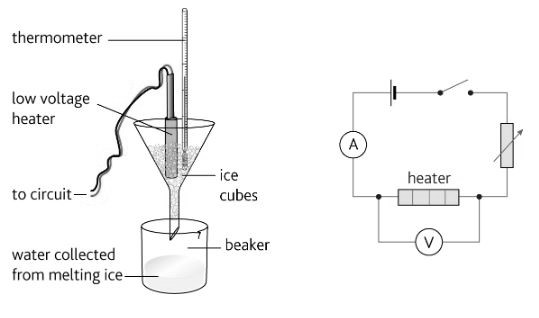 thermometer
low voltage
heater
to circuit
ice
cubes
beaker
water collected
from melting ice
A
heater
V